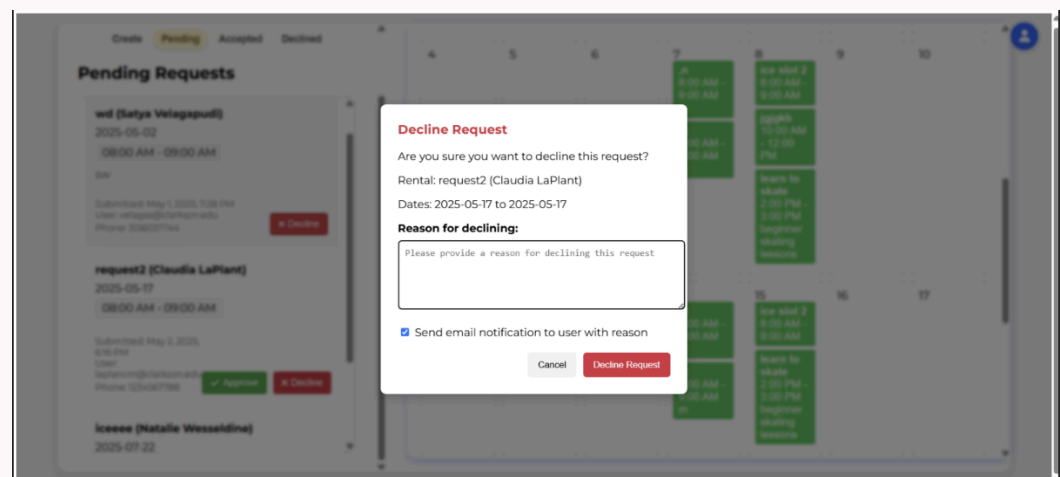 Create Pending Accepted Declined
Pending Requests
wd (Satya Velagapudi)
2025-05-02
08:00 AM - 09:00 AM
Submitted: May 1, 2025, 7:28 PM
✕ Decline
request2 (Claudia LaPlant)
2025-05-17
08:00 AM - 09:00 AM
Submitted: May 2, 2025,
6:16 PM
User:
Phone: 1234567788
✓ Approve
✕ Decline
iceeee (Natalie Wesseldine)
2025-07-22
4 5 6 7 8 9 10
8:00 AM -
9:00 AM
ice slot 2
8:00 AM -
9:00 AM
10:00 AM
- 12:00
PM
learn to
skate
2:00 PM -
3:00 PM
beginner
skating
lessons
15 16 17
ice slot 2
8:00 AM -
9:00 AM
learn to
skate
2:00 PM -
3:00 PM
beginner
skating
lessons
Decline Request
Are you sure you want to decline this request?
Rental: request2 (Claudia LaPlant)
Dates: 2025-05-17 to 2025-05-17
Reason for declining:
Please provide a reason for declining this request
Send email notification to user with reason
Cancel
Decline Request